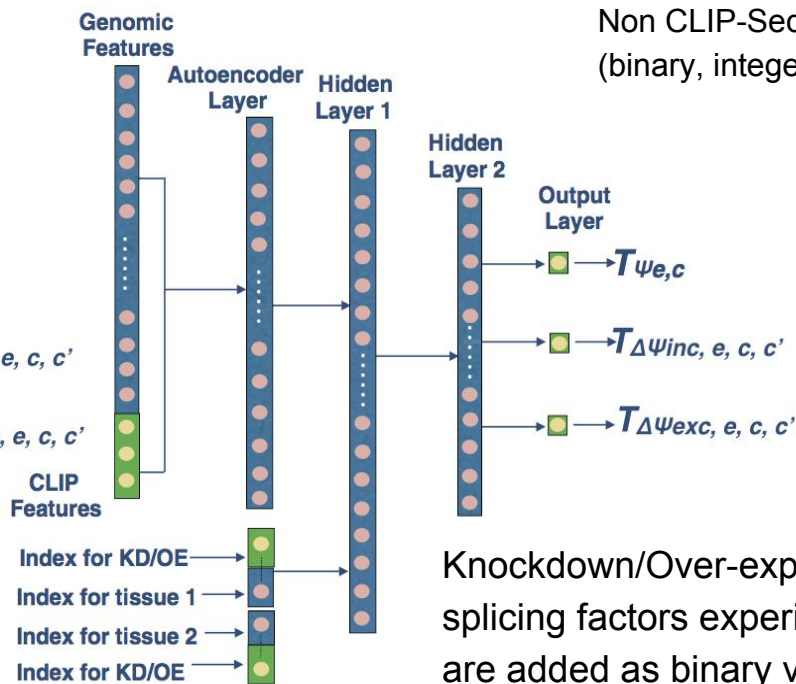 Genomic
Features
Non CLIP-Seq
(binary, intege
Autoencoder
Layer
Hidden
Layer 1
Hidden
Layer 2
Output
Layer
TΨe,c
TΔΨinc, e, c, c’
TΔΨexc, e, c, c’
e, c, c’
, e, c, c’
CLIP
Features
Index for KD/OE
Index for tissue 1
Index for tissue 2
Index for KD/OE
Knockdown/Over-exp
splicing factors experi
are added as binary v